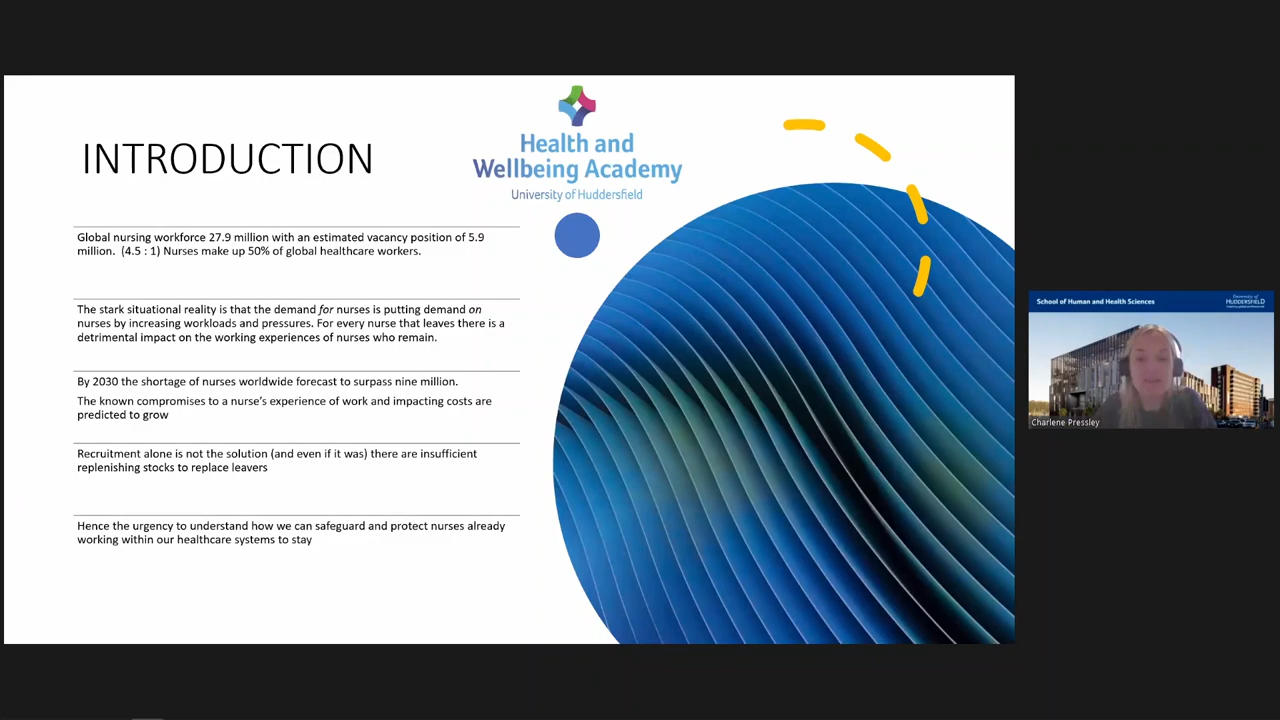 INTRODUCTION
Health and
Wellbeing Academy
University of Huddersfield
Global nursing workforce 27.9 million with an estimated vacancy position of 5.9
million.  (4.5 : 1) Nurses make up 50% of global healthcare workers.
The stark situational reality is that the demand for nurses is putting demand on
nurses by increasing workloads and pressures. For every nurse that leaves there is a
detrimental impact on the working experiences of nurses who remain.
By 2030 the shortage of nurses worldwide forecast to surpass nine million.
The known compromises to a nurse's experience of work and impacting costs are
predicted to grow
Recruitment alone is not the solution (and even if it was) there are insufficient
replenishing stocks to replace leavers
Hence the urgency to understand how we can safeguard and protect nurses already
working within our healthcare systems to stay
School of Human and Health Sciences
University of
HUDDERSFIELD
Charlene Pressley